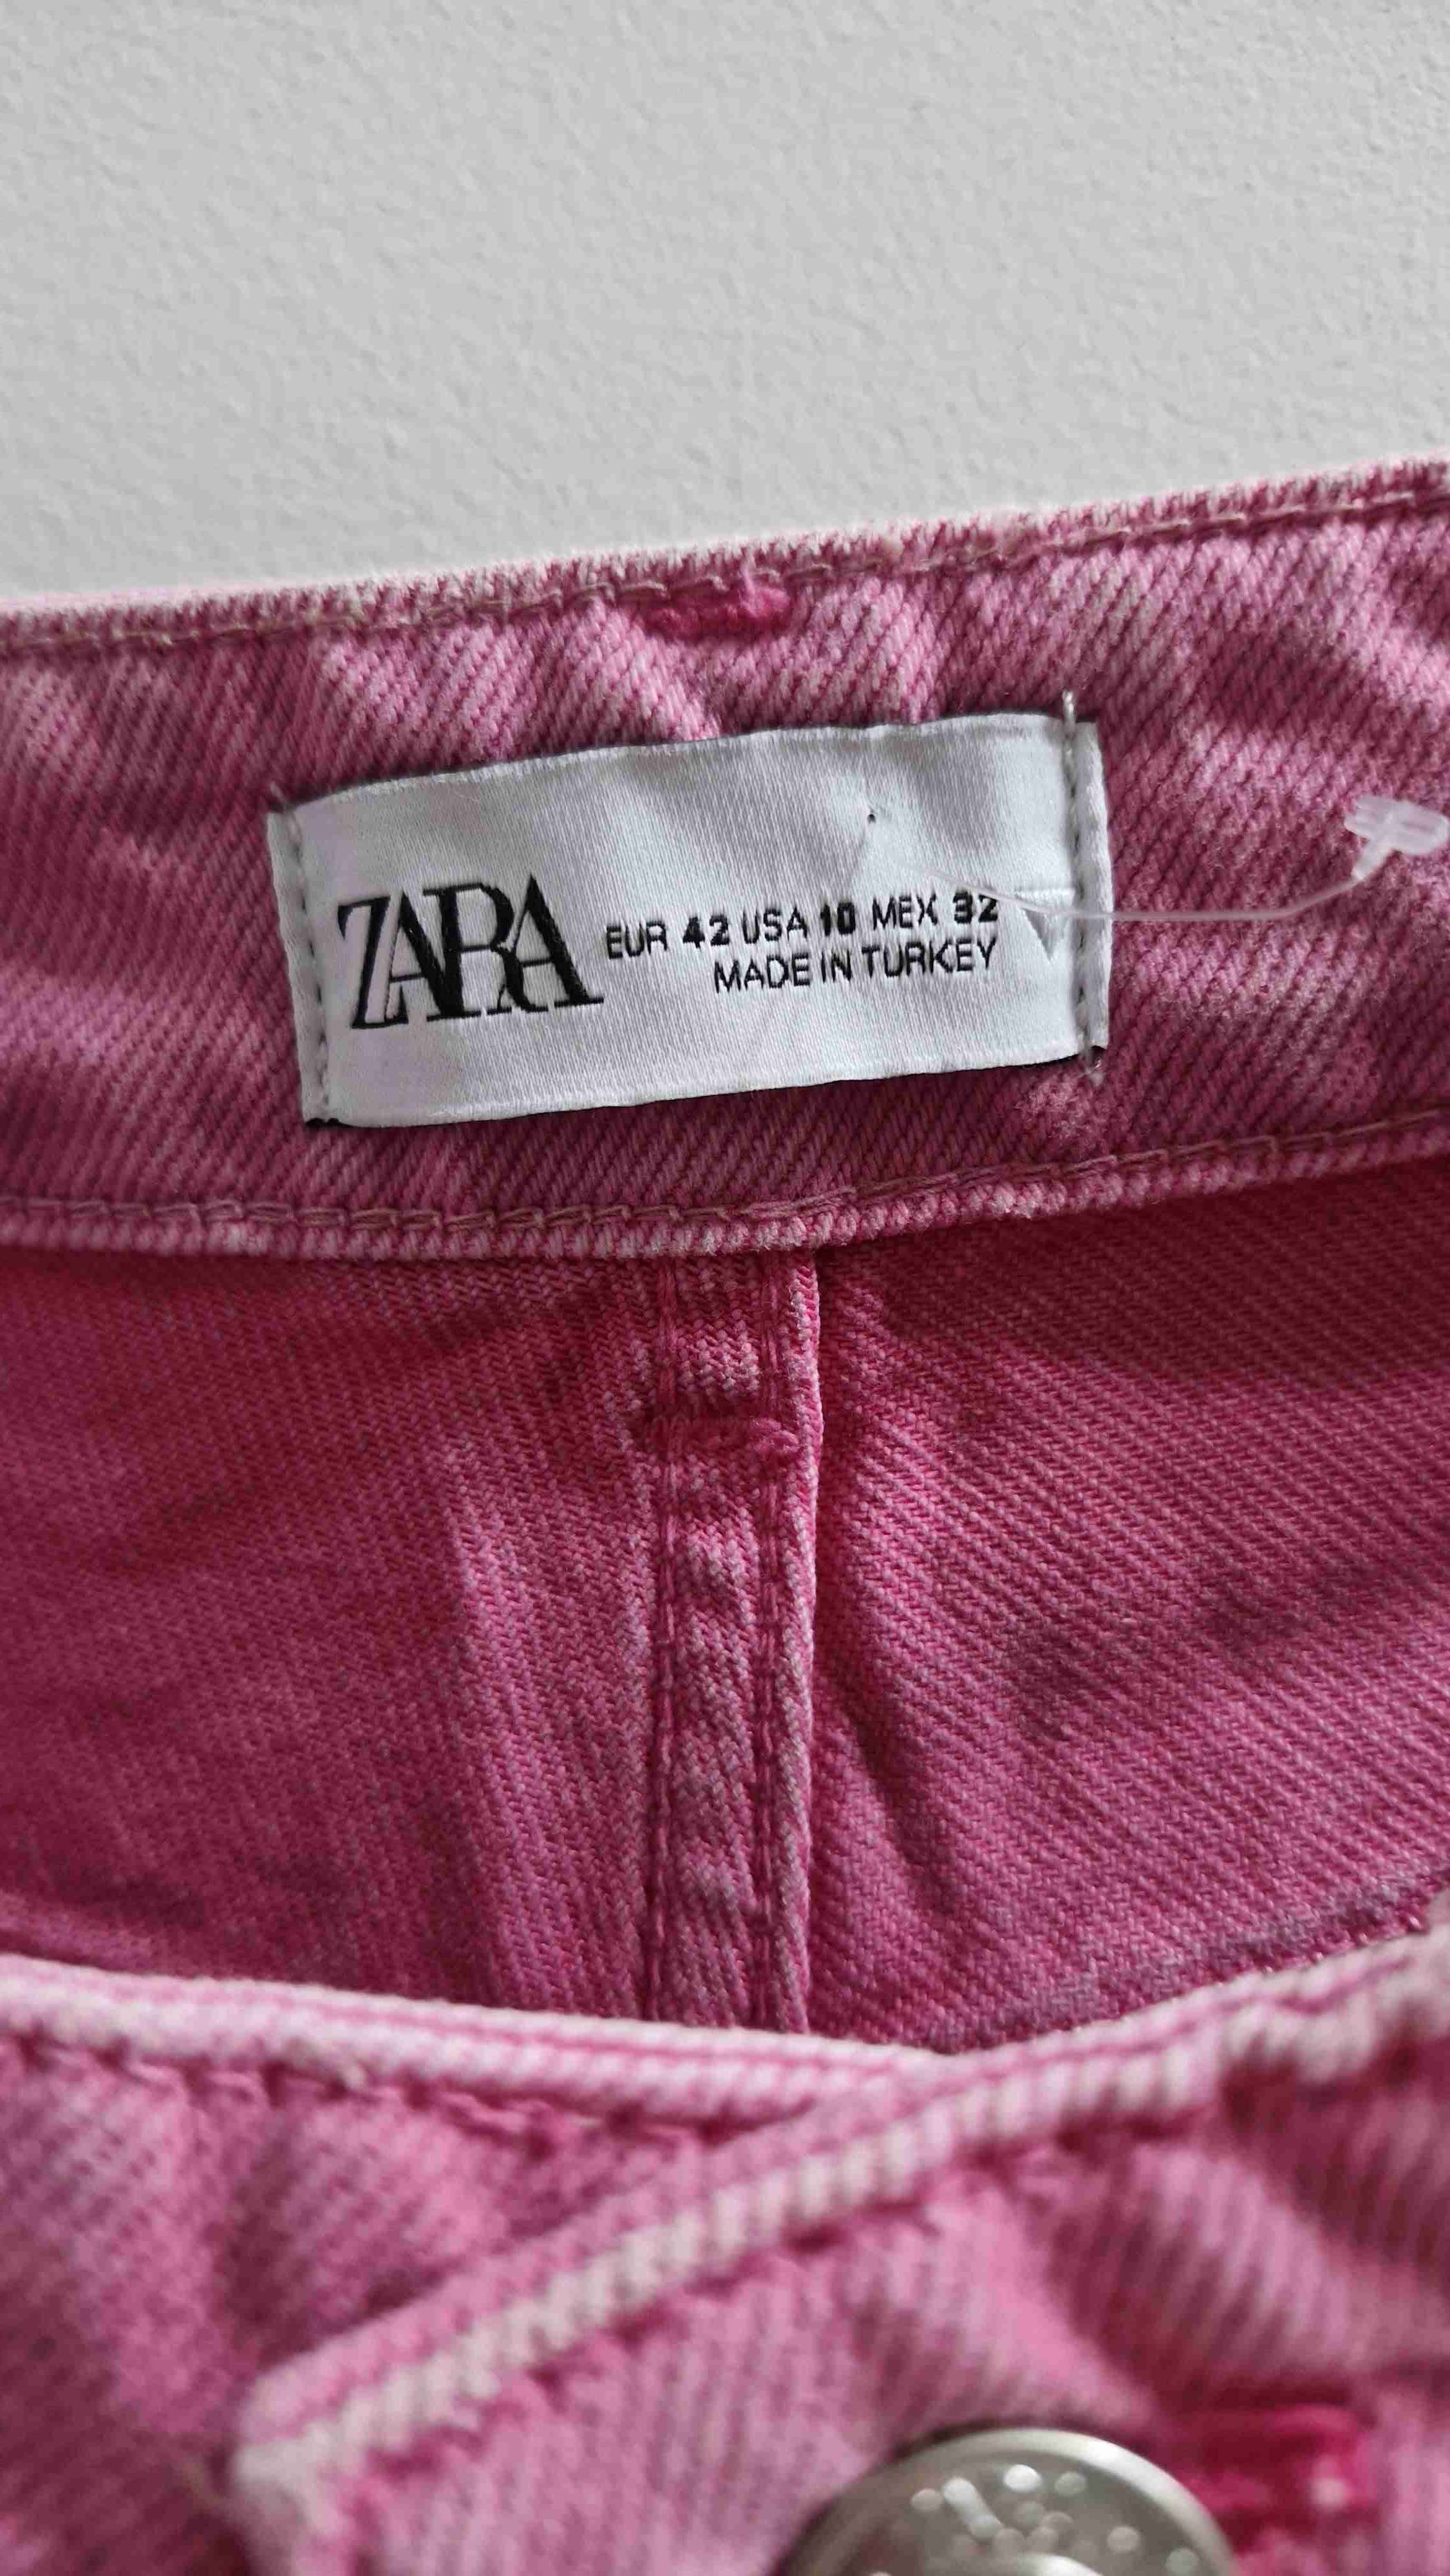 ZARA
EUR 42 USA 10 MEX 32
MADE IN TURKEY